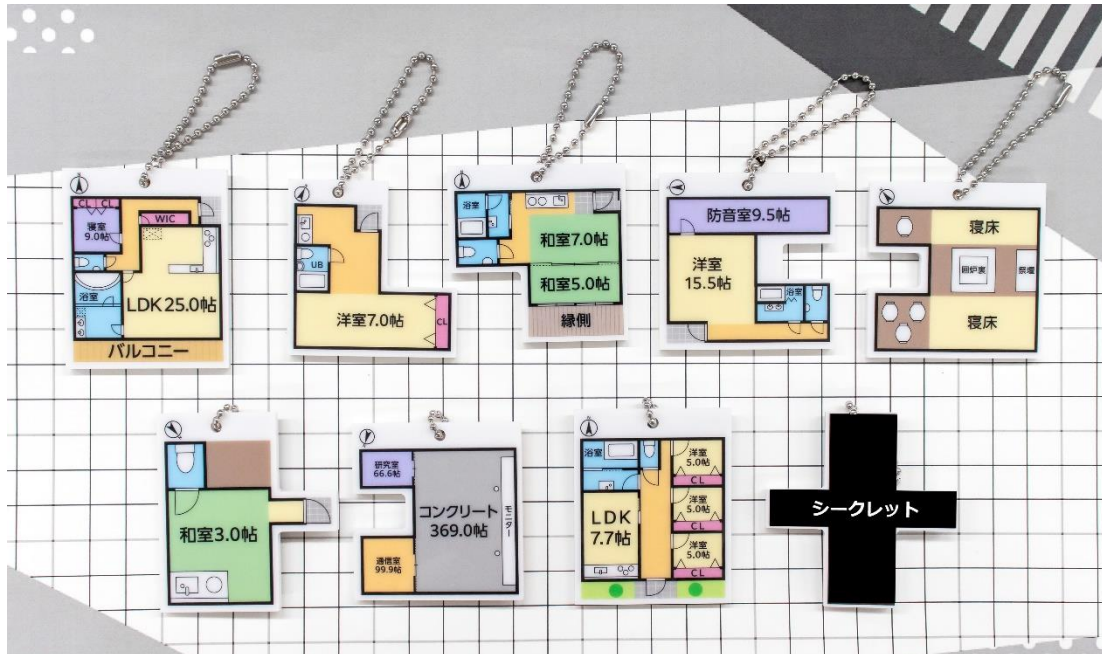 CL
CL
WIC
寝室
9.0帖
LDK 25.0帖
浴室
バルコニー
UB
洋室7.0帖
CL
浴室
和室7.0帖
和室5.0帖
縁側
防音室9.5帖
洋室
15.5帖
浴室
寝床
囲炉裏
祭壇
寝床
和室3.0帖
研究室
66.6帖
コンクリート
369.0帖
モニター
通信室
99.9帖
浴室
洋室
5.0帖
CL
洋室
5.0帖
CL
洋室
5.0帖
CL
LDK
7.7帖
シークレット